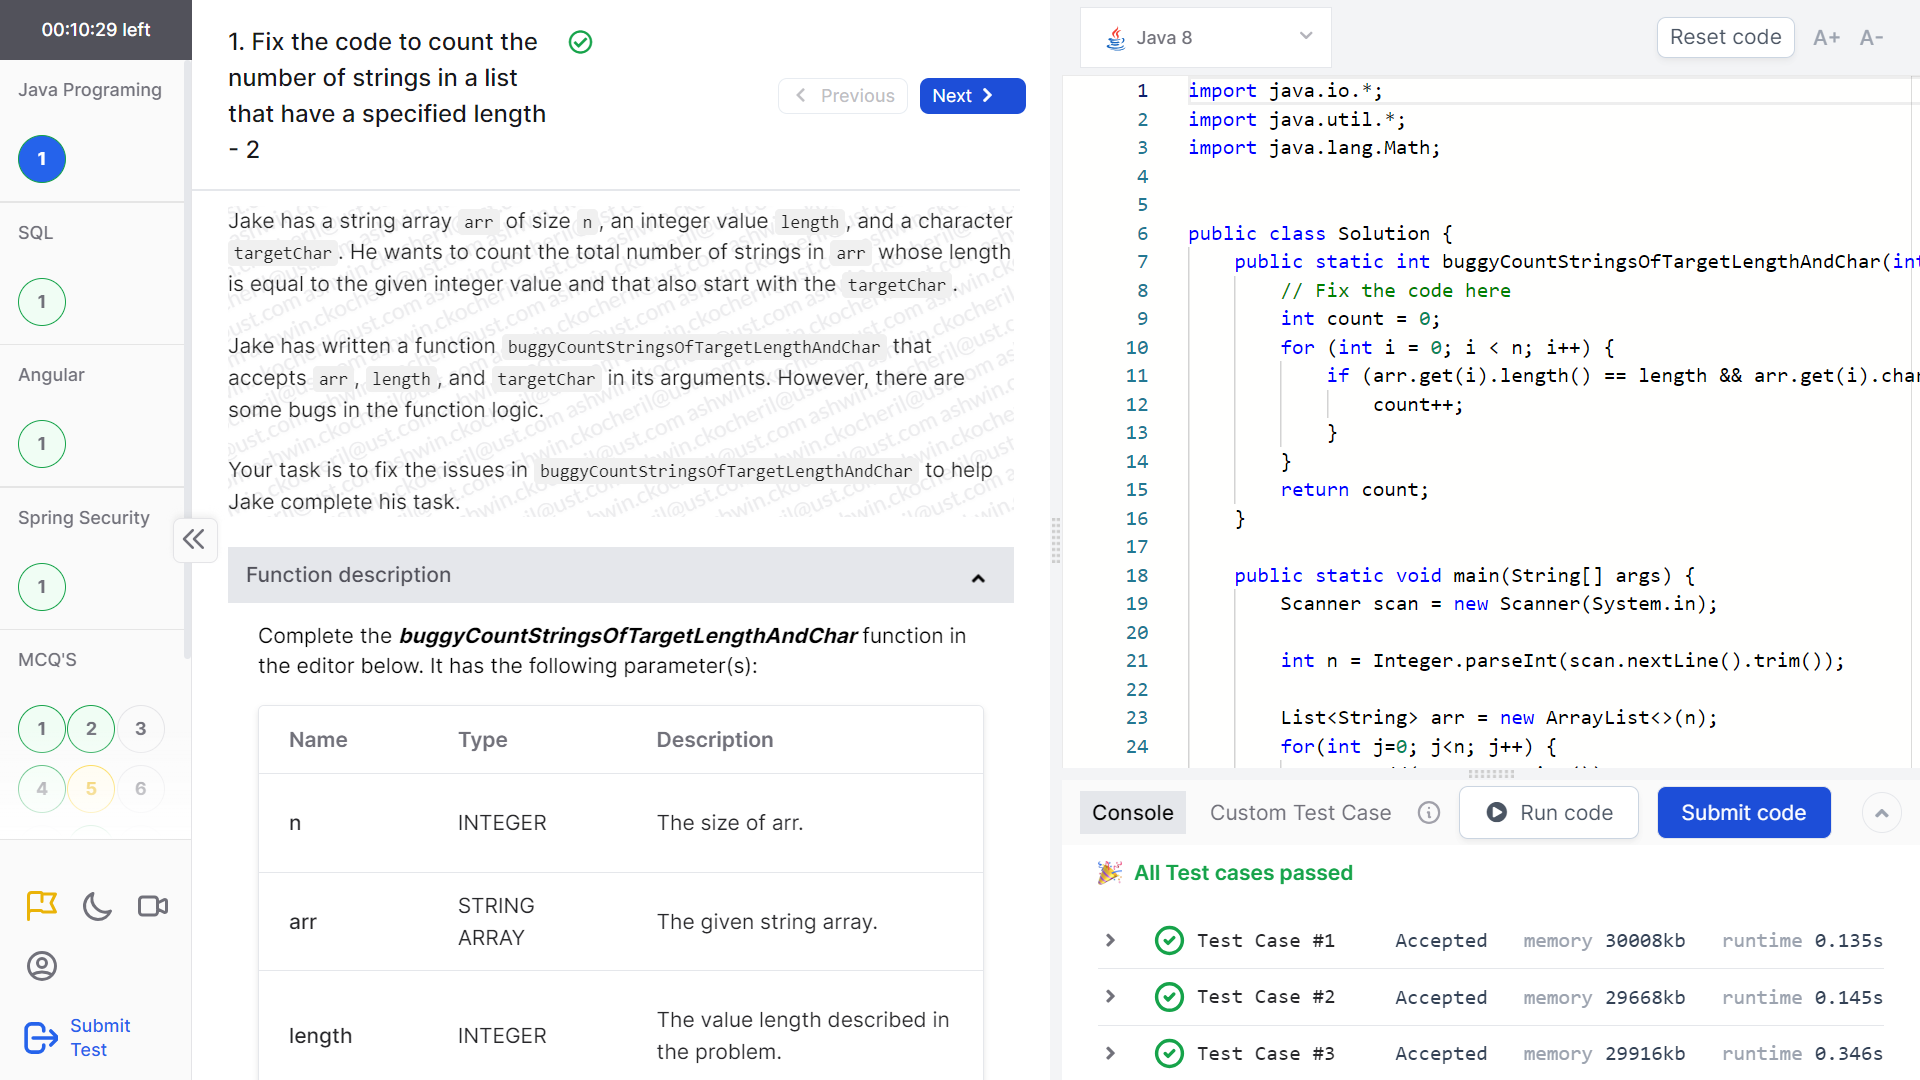 00:10:29 left
Java Programing
1
SQL
1
Angular
1
Spring Security
1
MCQ'S
1 2 3
4 5 6
Submit
Test
1. Fix the code to count the
number of strings in a list
that have a specified length
- 2
Previous
Next
Jake has a string array arr of size n, an integer value length, and a character
targetChar. He wants to count the total number of strings in arr whose length
is equal to the given integer value and that also start with the targetChar.
Jake has written a function buggyCountStringsOfTargetLengthAndChar that
accepts arr, length, and targetChar in its arguments. However, there are
some bugs in the function logic.
Your task is to fix the issues in buggyCountStringsOfTargetLengthAndChar to help
Jake complete his task.
Function description
Complete the buggyCountStringsOfTargetLengthAndChar function in
the editor below. It has the following parameter(s):
Name Type Description
n INTEGER The size of arr.
arr STRING ARRAY The given string array.
length INTEGER The value length described in
the problem.
Java 8
Reset code
A+ A-
1 import java.io.*;
2 import java.util.*;
3 import java.lang.Math;
4
5
6 public class Solution {
7 public static int buggyCountStringsOfTargetLengthAndChar(int
8 // Fix the code here
9 int count = 0;
10 for (int i = 0; i < n; i++) {
11 if (arr.get(i).length() == length && arr.get(i).char
12 count++;
13 }
14 }
15 return count;
16 }
17
18 public static void main(String[] args) {
19 Scanner scan = new Scanner(System.in);
20
21 int n = Integer.parseInt(scan.nextLine().trim());
22
23 List<String> arr = new ArrayList<>(n);
24 for(int j=0; j<n; j++) {
Console
Custom Test Case
Run code
Submit code
All Test cases passed
Test Case #1 Accepted memory 30008kb runtime 0.135s
Test Case #2 Accepted memory 29668kb runtime 0.145s
Test Case #3 Accepted memory 29916kb runtime 0.346s